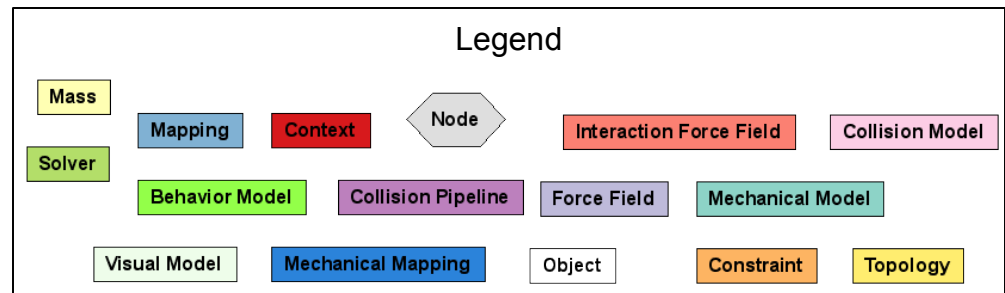 Legend
Mass
Mapping
Context
Node
Interaction Force Field
Collision Model
Solver
Behavior Model
Collision Pipeline
Force Field
Mechanical Model
Visual Model
Mechanical Mapping
Object
Constraint
Topology